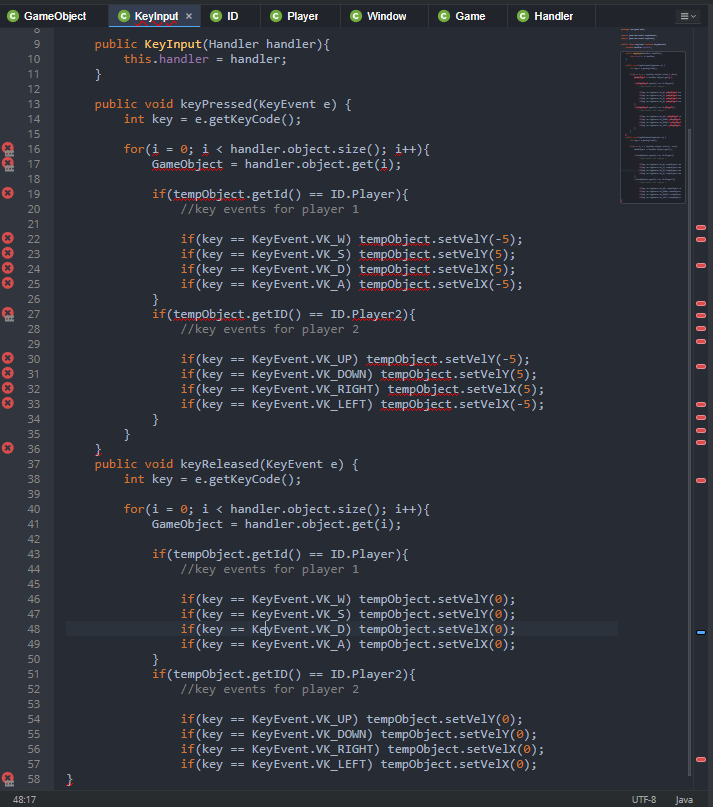 GameObject KeyInput × ID Player Window Game Handler
8
9 public KeyInput(Handler handler){
10 this.handler = handler;
11 }
12
13 public void keyPressed(KeyEvent e) {
14 int key = e.getKeyCode();
15
16 for(i = 0; i < handler.object.size(); i++){
17 GameObject = handler.object.get(i);
18
19 if(tempObject.getId() == ID.Player){
20 //key events for player 1
21
22 if(key == KeyEvent.VK_W) tempObject.setVelY(-5);
23 if(key == KeyEvent.VK_S) tempObject.setVelY(5);
24 if(key == KeyEvent.VK_D) tempObject.setVelX(5);
25 if(key == KeyEvent.VK_A) tempObject.setVelX(-5);
26 }
27 if(tempObject.getID() == ID.Player2){
28 //key events for player 2
29
30 if(key == KeyEvent.VK_UP) tempObject.setVelY(-5);
31 if(key == KeyEvent.VK_DOWN) tempObject.setVelY(5);
32 if(key == KeyEvent.VK_RIGHT) tempObject.setVelX(5);
33 if(key == KeyEvent.VK_LEFT) tempObject.setVelX(-5);
34 }
35 }
36 }
37 public void keyReleased(KeyEvent e) {
38 int key = e.getKeyCode();
39
40 for(i = 0; i < handler.object.size(); i++){
41 GameObject = handler.object.get(i);
42
43 if(tempObject.getId() == ID.Player){
44 //key events for player 1
45
46 if(key == KeyEvent.VK_W) tempObject.setVelY(0);
47 if(key == KeyEvent.VK_S) tempObject.setVelY(0);
48 if(key == KeyEvent.VK_D) tempObject.setVelX(0);
49 if(key == KeyEvent.VK_A) tempObject.setVelX(0);
50 }
51 if(tempObject.getID() == ID.Player2){
52 //key events for player 2
53
54 if(key == KeyEvent.VK_UP) tempObject.setVelY(0);
55 if(key == KeyEvent.VK_DOWN) tempObject.setVelY(0);
56 if(key == KeyEvent.VK_RIGHT) tempObject.setVelX(0);
57 if(key == KeyEvent.VK_LEFT) tempObject.setVelX(0);
58 }
48:17 UTF-8 Java